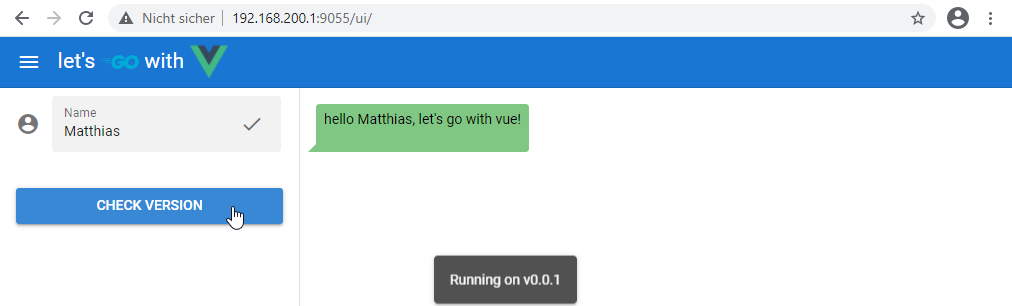 Nicht sicher | 192.168.200.1:9055/ui/
let's GO with
Name
Matthias
hello Matthias, let's go with vue!
CHECK VERSION
Running on v0.0.1